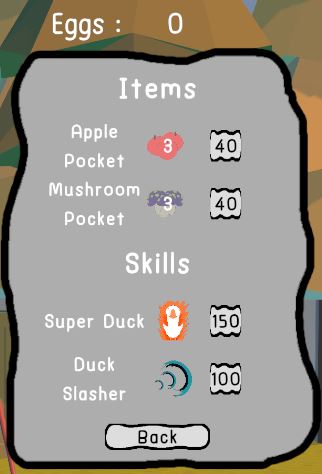 Eggs : 0
Items
Apple
Pocket
3
40
Mushroom
Pocket
3
40
Skills
Super Duck
150
Duck
Slasher
100
Back